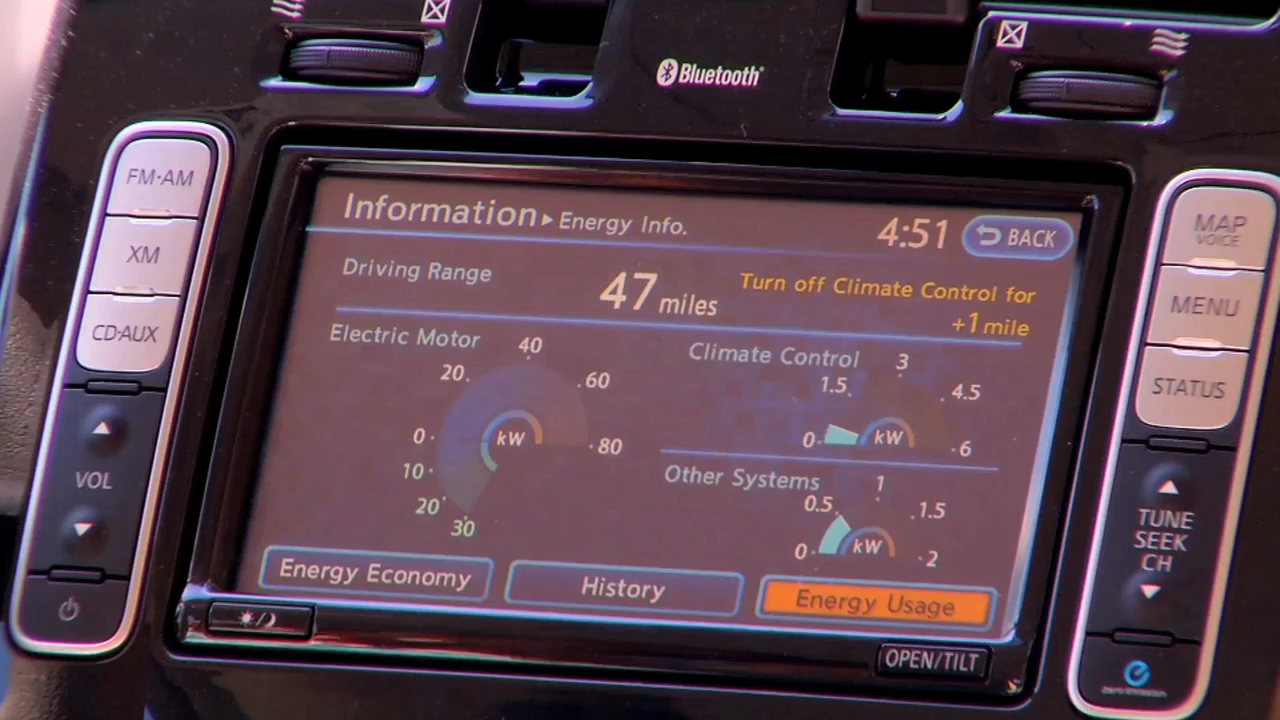 Bluetooth
FM·AM
XM
CD·AUX
VOL
Information ▸ Energy Info.
4:51
BACK
Driving Range
47 miles
Turn off Climate Control for
+1 mile
Electric Motor
40
20
60
0
80
10
20
30
kW
Climate Control
3
1.5
4.5
0
6
kW
Other Systems
1
0.5
1.5
0
2
kW
Energy Economy
History
Energy Usage
OPEN/TILT
MAP
VOICE
MENU
STATUS
TUNE
SEEK
CH
zero emission